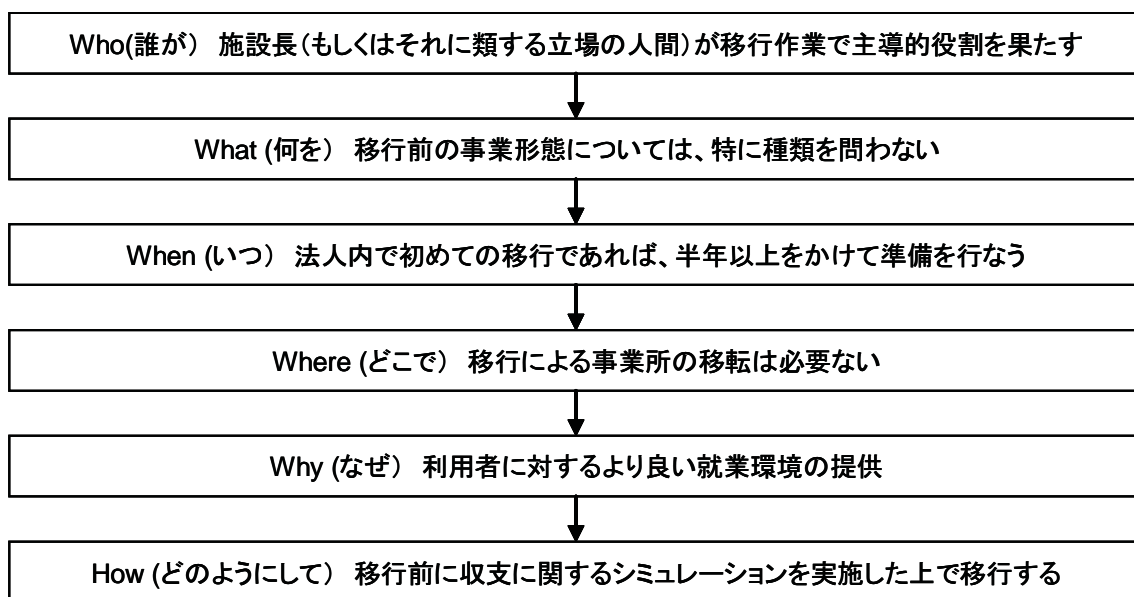 Who(誰が) 施設長(もしくはそれに類する立場の人間)が移行作業で主導的役割を果たす
What (何を) 移行前の事業形態については、特に種類を問わない
When (いつ) 法人内で初めての移行であれば、半年以上をかけて準備を行なう
Where (どこで) 移行による事業所の移転は必要ない
Why (なぜ) 利用者に対するより良い就業環境の提供
How (どのようにして) 移行前に収支に関するシミュレーションを実施した上で移行する